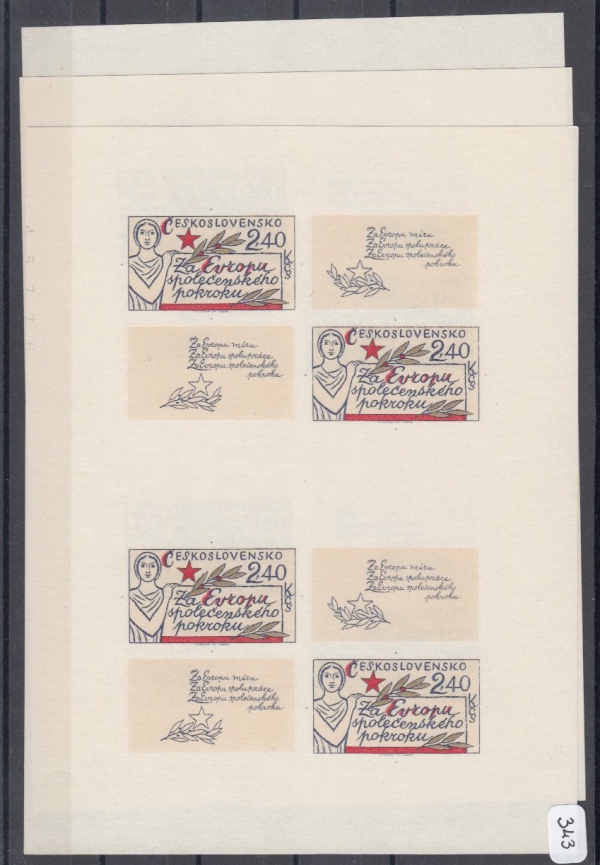 ČESKOSLOVENSKO
2.40 Kčs
Za Evropu
společenského
pokroku
Za Evropu míru
Za Evropu spolupráce
Za Evropu společenského
pokroku
Za Evropu míru
Za Evropu spolupráce
Za Evropu společenského
pokroku
ČESKOSLOVENSKO
2.40 Kčs
Za Evropu
společenského
pokroku
ČESKOSLOVENSKO
2.40 Kčs
Za Evropu
společenského
pokroku
Za Evropu míru
Za Evropu spolupráce
Za Evropu společenského
pokroku
Za Evropu míru
Za Evropu spolupráce
Za Evropu společenského
pokroku
ČESKOSLOVENSKO
2.40 Kčs
Za Evropu
společenského
pokroku
343